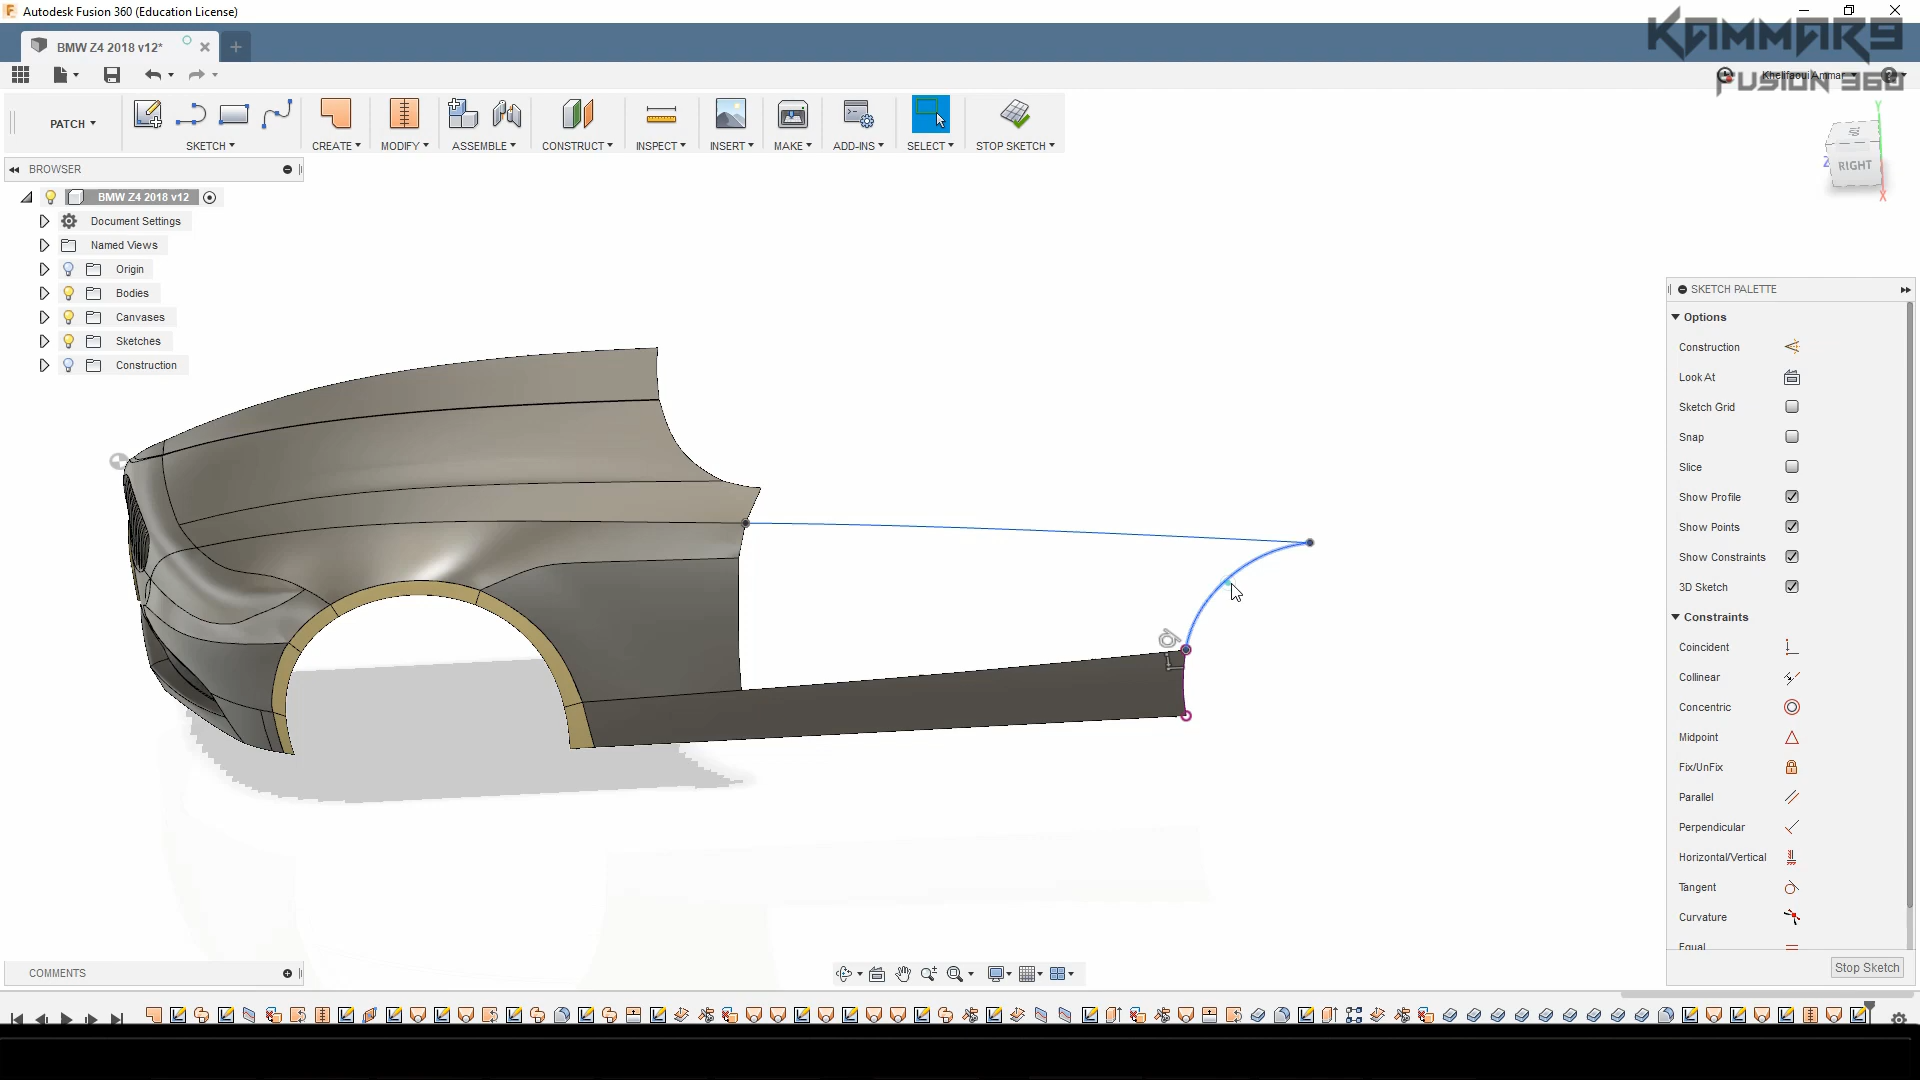 Autodesk Fusion 360 (Education License)
KAMMAR9
BMW Z4 2018 v12*
Khelifaoui Ammar
FUSION 360
PATCH
SKETCH
CREATE
MODIFY
ASSEMBLE
CONSTRUCT
INSPECT
INSERT
MAKE
ADD-INS
SELECT
STOP SKETCH
Y
Z
RIGHT
X
BROWSER
BMW Z4 2018 v12
Document Settings
Named Views
Origin
Bodies
Canvases
Sketches
Construction
SKETCH PALETTE
Options
Construction
Look At
Sketch Grid
Snap
Slice
Show Profile
Show Points
Show Constraints
3D Sketch
Constraints
Coincident
Collinear
Concentric
Midpoint
Fix/UnFix
Parallel
Perpendicular
Horizontal/Vertical
Tangent
Curvature
Equal
Stop Sketch
COMMENTS